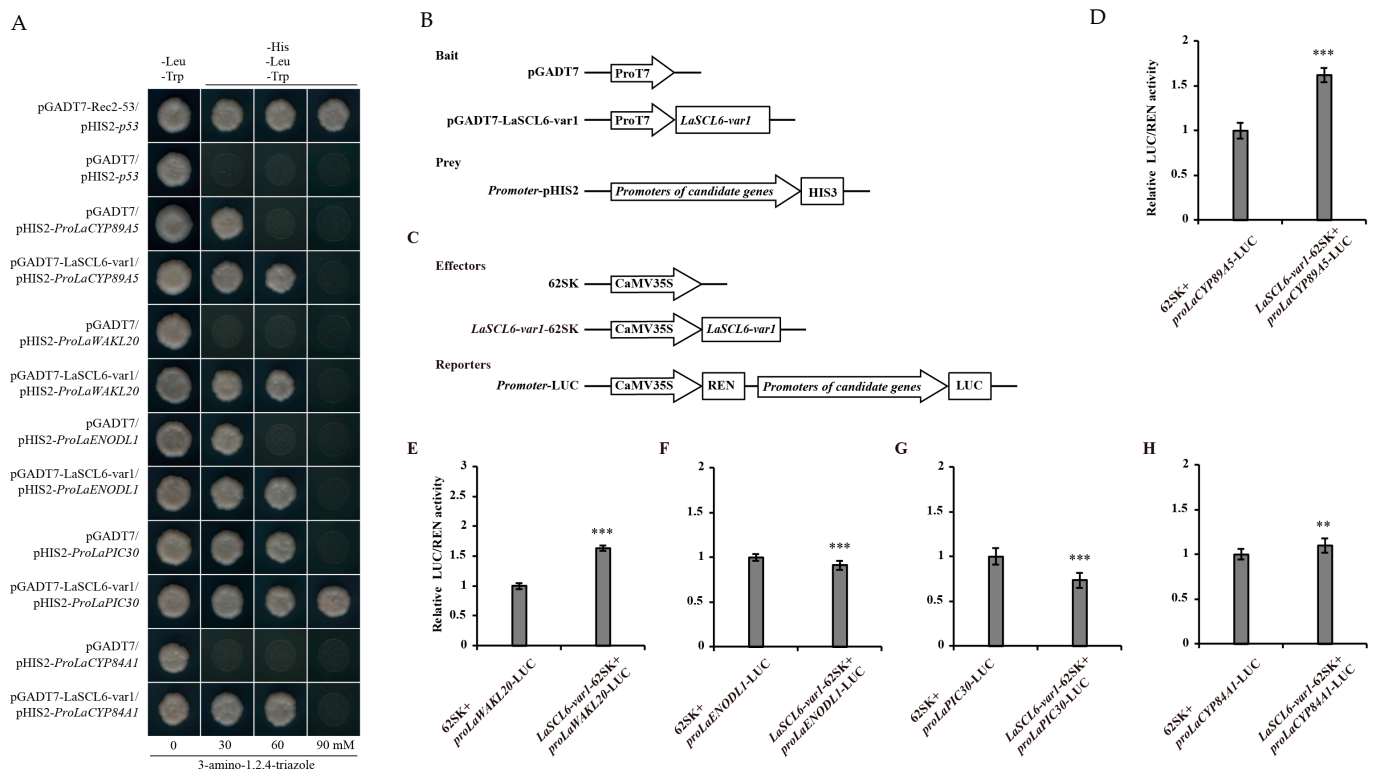 A
-Leu
-Trp
-His
-Leu
-Trp
pGADT7-Rec2-53/
pHIS2-p53
pGADT7/
pHIS2-p53
pGADT7/
pHIS2-ProLaCYP89A5
pGADT7-LaSCL6-var1/
pHIS2-ProLaCYP89A5
pGADT7/
pHIS2-ProLaWAKL20
pGADT7-LaSCL6-var1/
pHIS2-ProLaWAKL20
pGADT7/
pHIS2-ProLaENODL1
pGADT7-LaSCL6-var1/
pHIS2-ProLaENODL1
pGADT7/
pHIS2-ProLaPIC30
pGADT7-LaSCL6-var1/
pHIS2-ProLaPIC30
pGADT7/
pHIS2-ProLaCYP84A1
pGADT7-LaSCL6-var1/
pHIS2-ProLaCYP84A1
0 30 60 90 mM
3-amino-1,2,4-triazole
B
Bait
pGADT7 ProT7
pGADT7-LaSCL6-var1 ProT7 LaSCL6-var1
Prey
Promoter-pHIS2 Promoters of candidate genes HIS3
C
Effectors
62SK CaMV35S
LaSCL6-var1-62SK CaMV35S LaSCL6-var1
Reporters
Promoter-LUC CaMV35S REN Promoters of candidate genes LUC
D
Relative LUC/REN activity
2
1.5
1
0.5
0
***
62SK+
proLaCYP89A5-LUC
LaSCL6-var1-62SK+
proLaCYP89A5-LUC
E
Relative LUC/REN activity
3
2.5
2
1.5
1
0.5
0
***
62SK+
proLaWAKL20-LUC
LaSCL6-var1-62SK+
proLaWAKL20-LUC
F
2
1.5
1
0.5
0
***
62SK+
proLaENODL1-LUC
LaSCL6-var1-62SK+
proLaENODL1-LUC
G
2
1.5
1
0.5
0
***
62SK+
proLaPIC30-LUC
LaSCL6-var1-62SK+
proLaPIC30-LUC
H
2
1.5
1
0.5
0
**
62SK+
proLaCYP84A1-LUC
LaSCL6-var1-62SK+
proLaCYP84A1-LUC